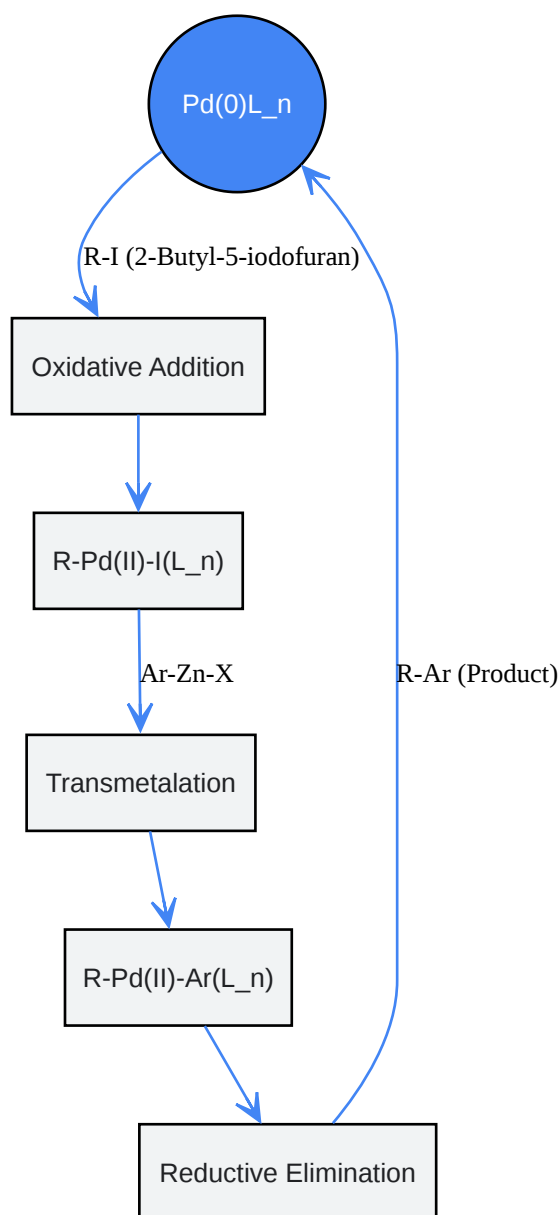 Pd(0)L_n
R-I (2-Butyl-5-iodofuran)
Oxidative Addition
R-Pd(II)-I(L_n)
Ar-Zn-X
R-Ar (Product)
Transmetalation
R-Pd(II)-Ar(L_n)
Reductive Elimination